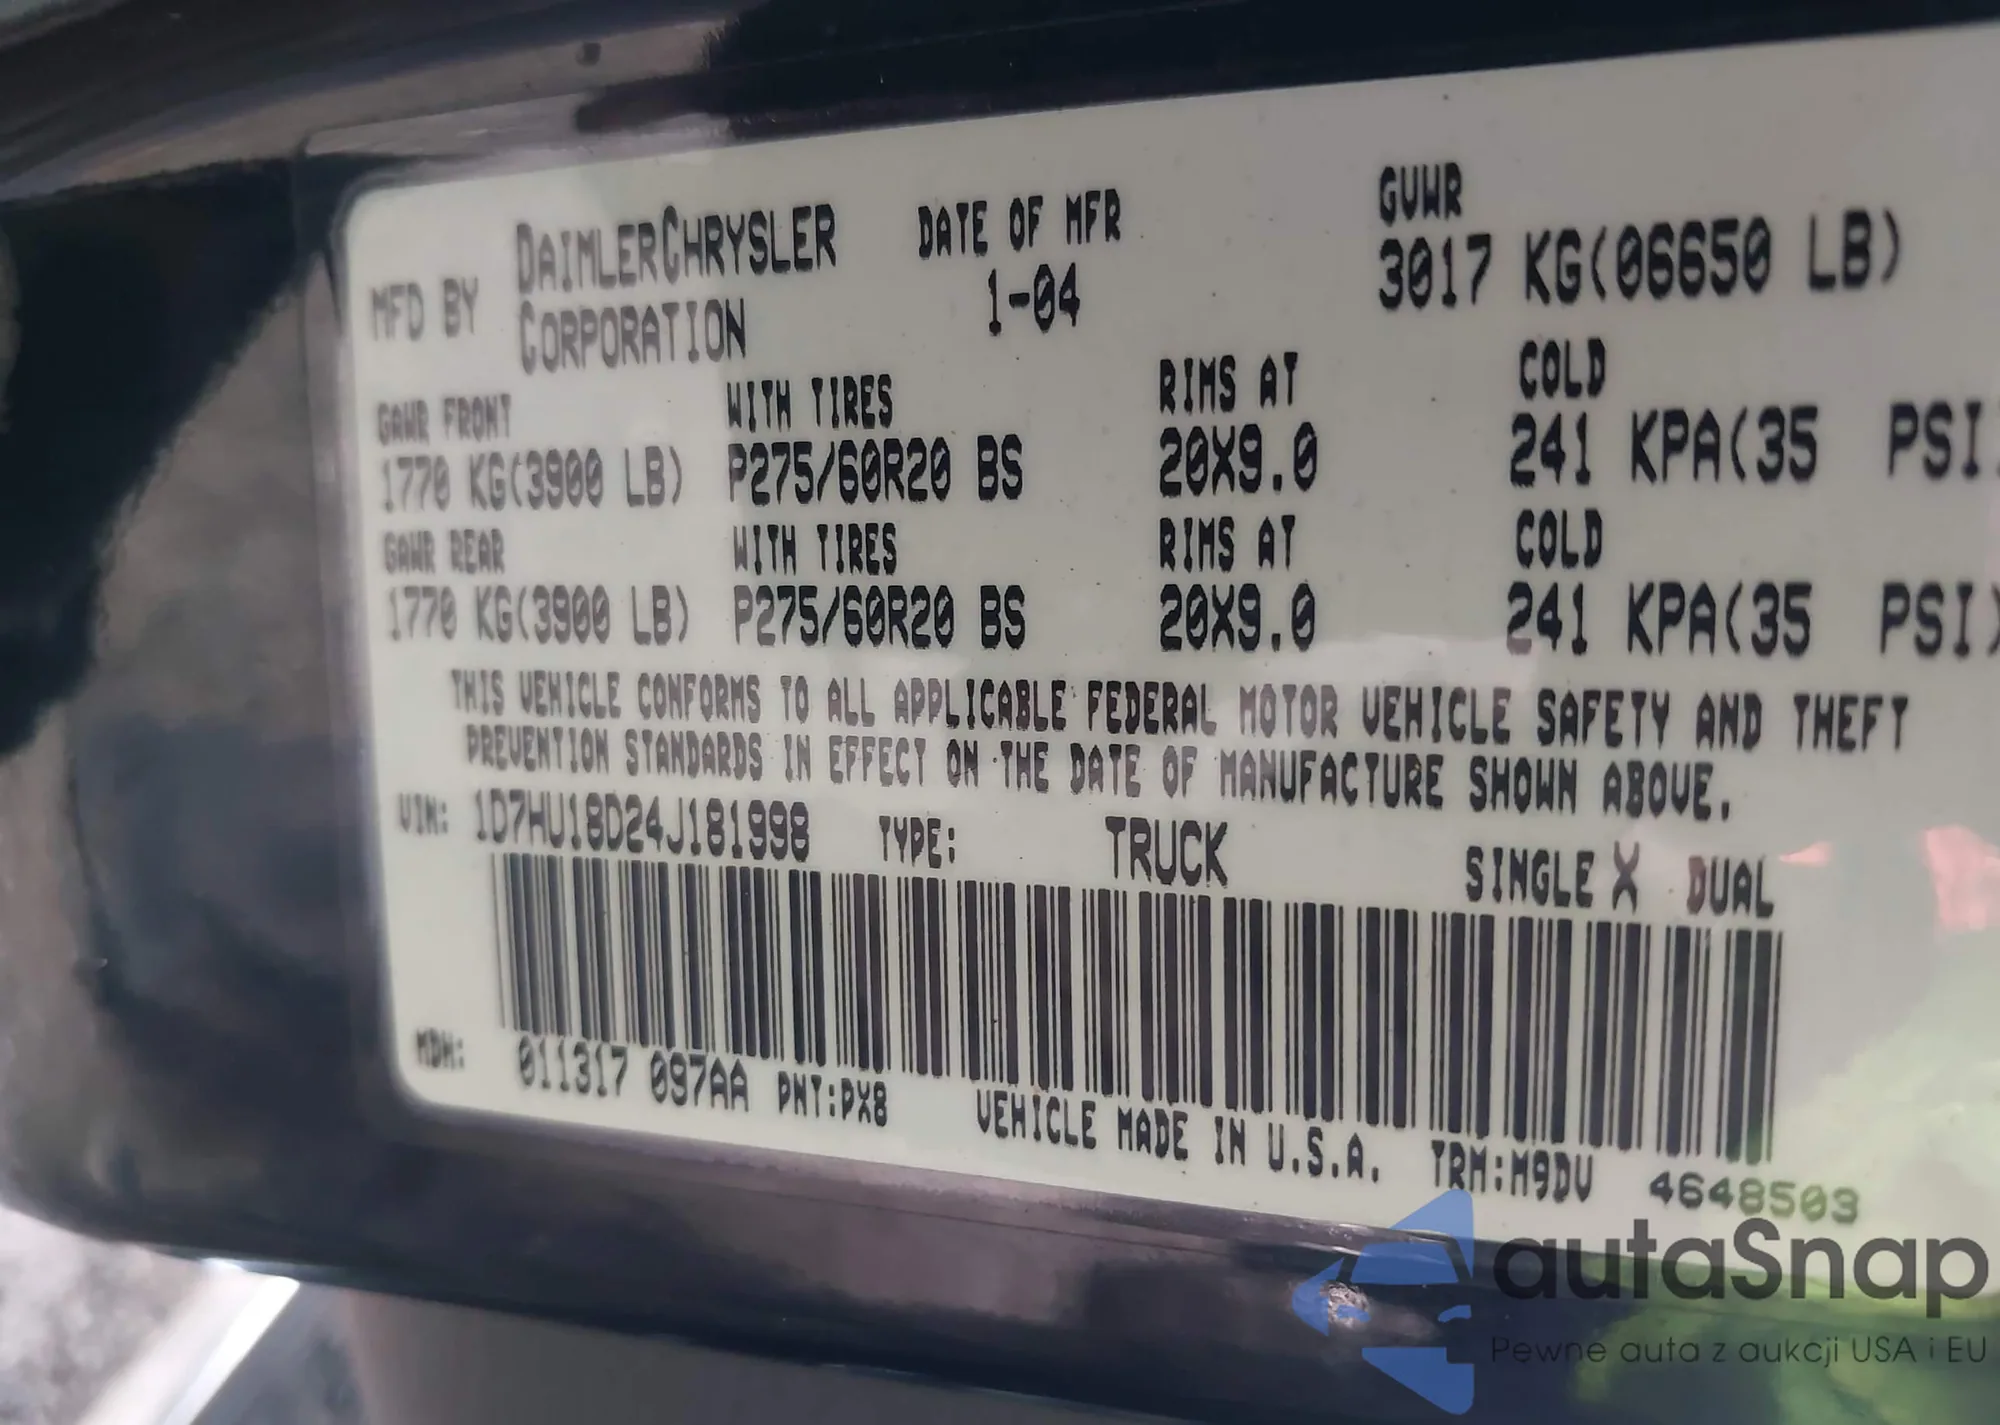 MFD BY DAIMLERCHRYSLER CORPORATION
DATE OF MFR
1-04
GVWR
3017 KG(06650 LB)
GAWR FRONT WITH TIRES RIMS AT COLD
1770 KG(3900 LB) P275/60R20 BS 20X9.0 241 KPA(35 PSI)
GAWR REAR WITH TIRES RIMS AT COLD
1770 KG(3900 LB) P275/60R20 BS 20X9.0 241 KPA(35 PSI)
THIS VEHICLE CONFORMS TO ALL APPLICABLE FEDERAL MOTOR VEHICLE SAFETY AND THEFT
PREVENTION STANDARDS IN EFFECT ON THE DATE OF MANUFACTURE SHOWN ABOVE.
VIN: 1D7HU18D24J181998 TYPE: TRUCK SINGLE X DUAL
MDH: 011317 097AA PNT:PX8 VEHICLE MADE IN U.S.A. TRM:M9DV 4648503
autaSnap
Pewne auta z aukcji USA i EU